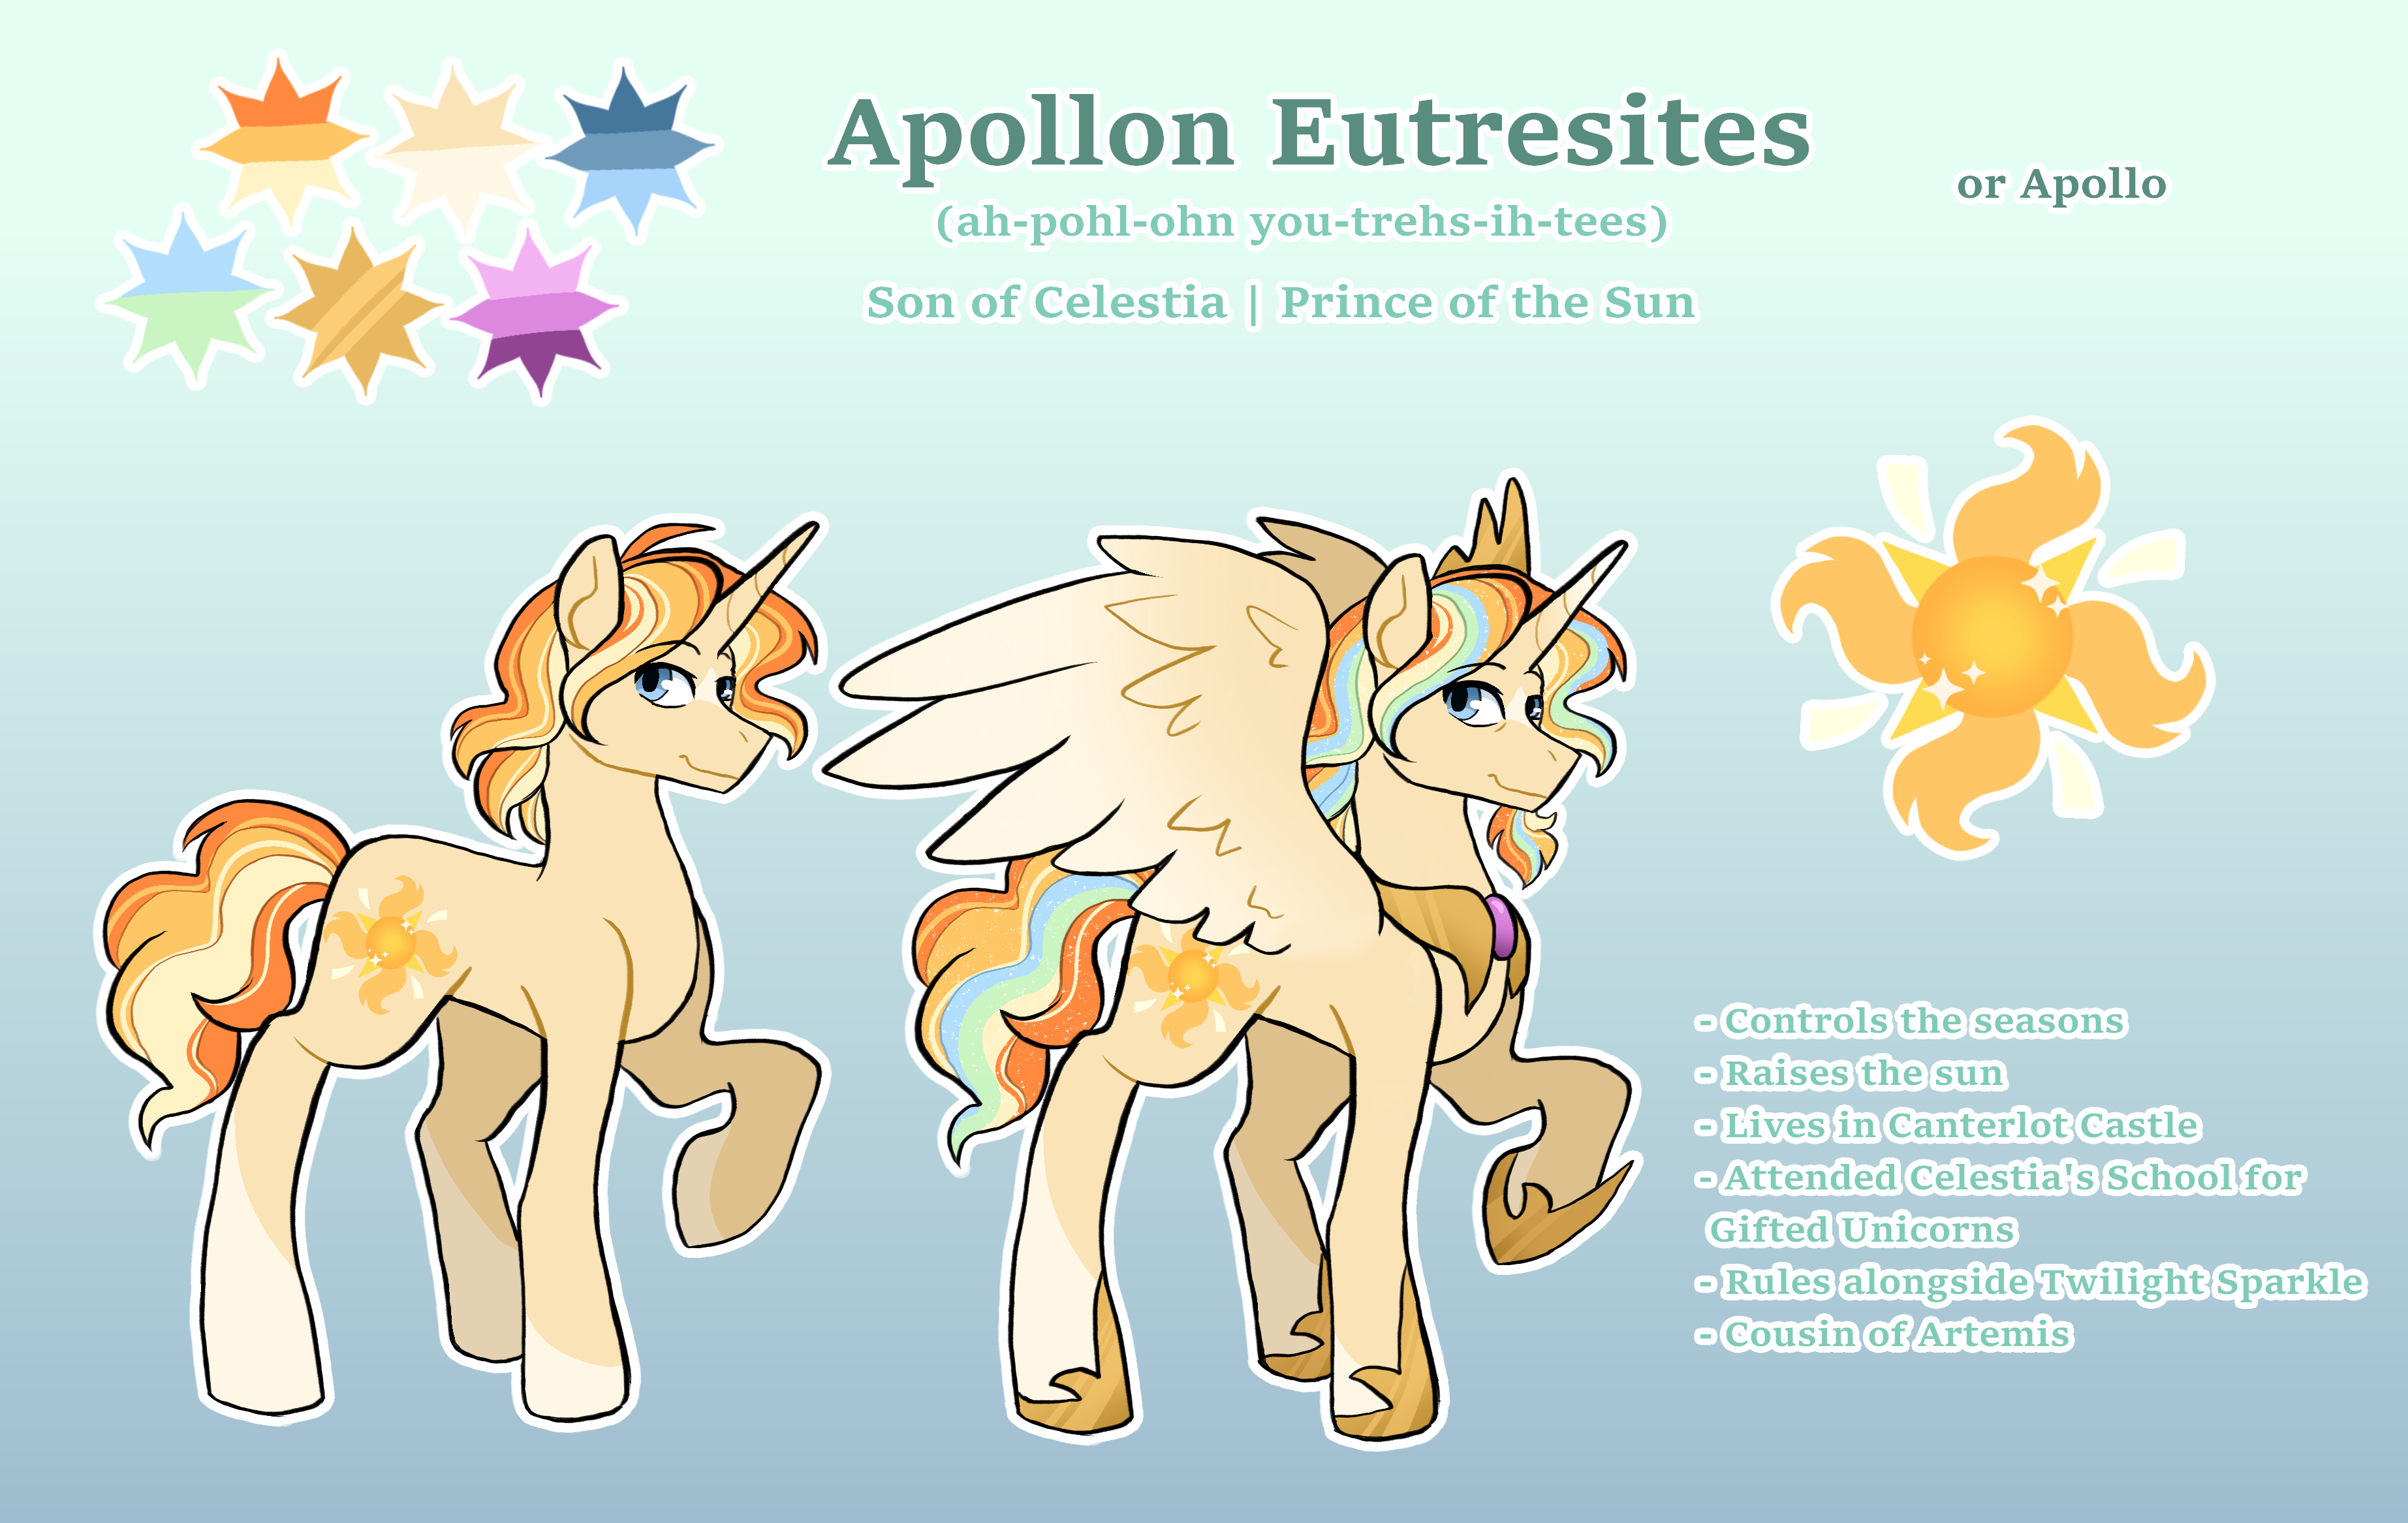 Apollon Eutresites
or Apollo
(ah-pohl-ohn you-trehs-ih-tees)
Son of Celestia | Prince of the Sun
- Controls the seasons
- Raises the sun
- Lives in Canterlot Castle
- Attended Celestia's School for
Gifted Unicorns
- Rules alongside Twilight Sparkle
- Cousin of Artemis